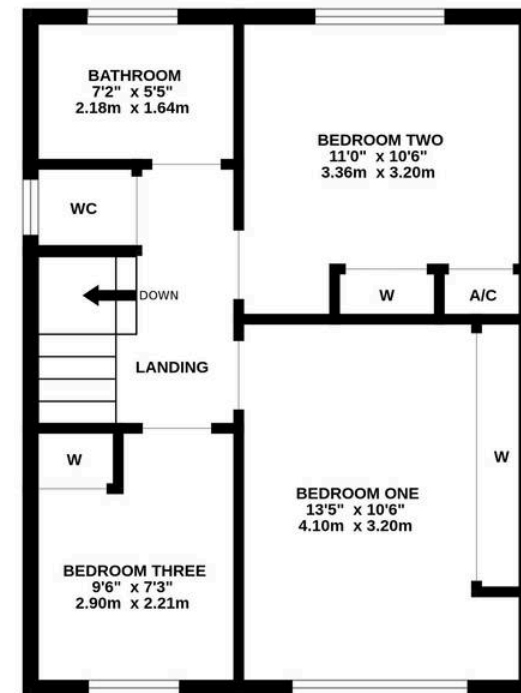 BATHROOM
7'2" x 5'5"
2.18m x 1.64m
BEDROOM TWO
11'0" x 10'6"
3.36m x 3.20m
WC
W
A/C
DOWN
LANDING
W
W
BEDROOM ONE
13'5" x 10'6"
4.10m x 3.20m
BEDROOM THREE
9'6" x 7'3"
2.90m x 2.21m